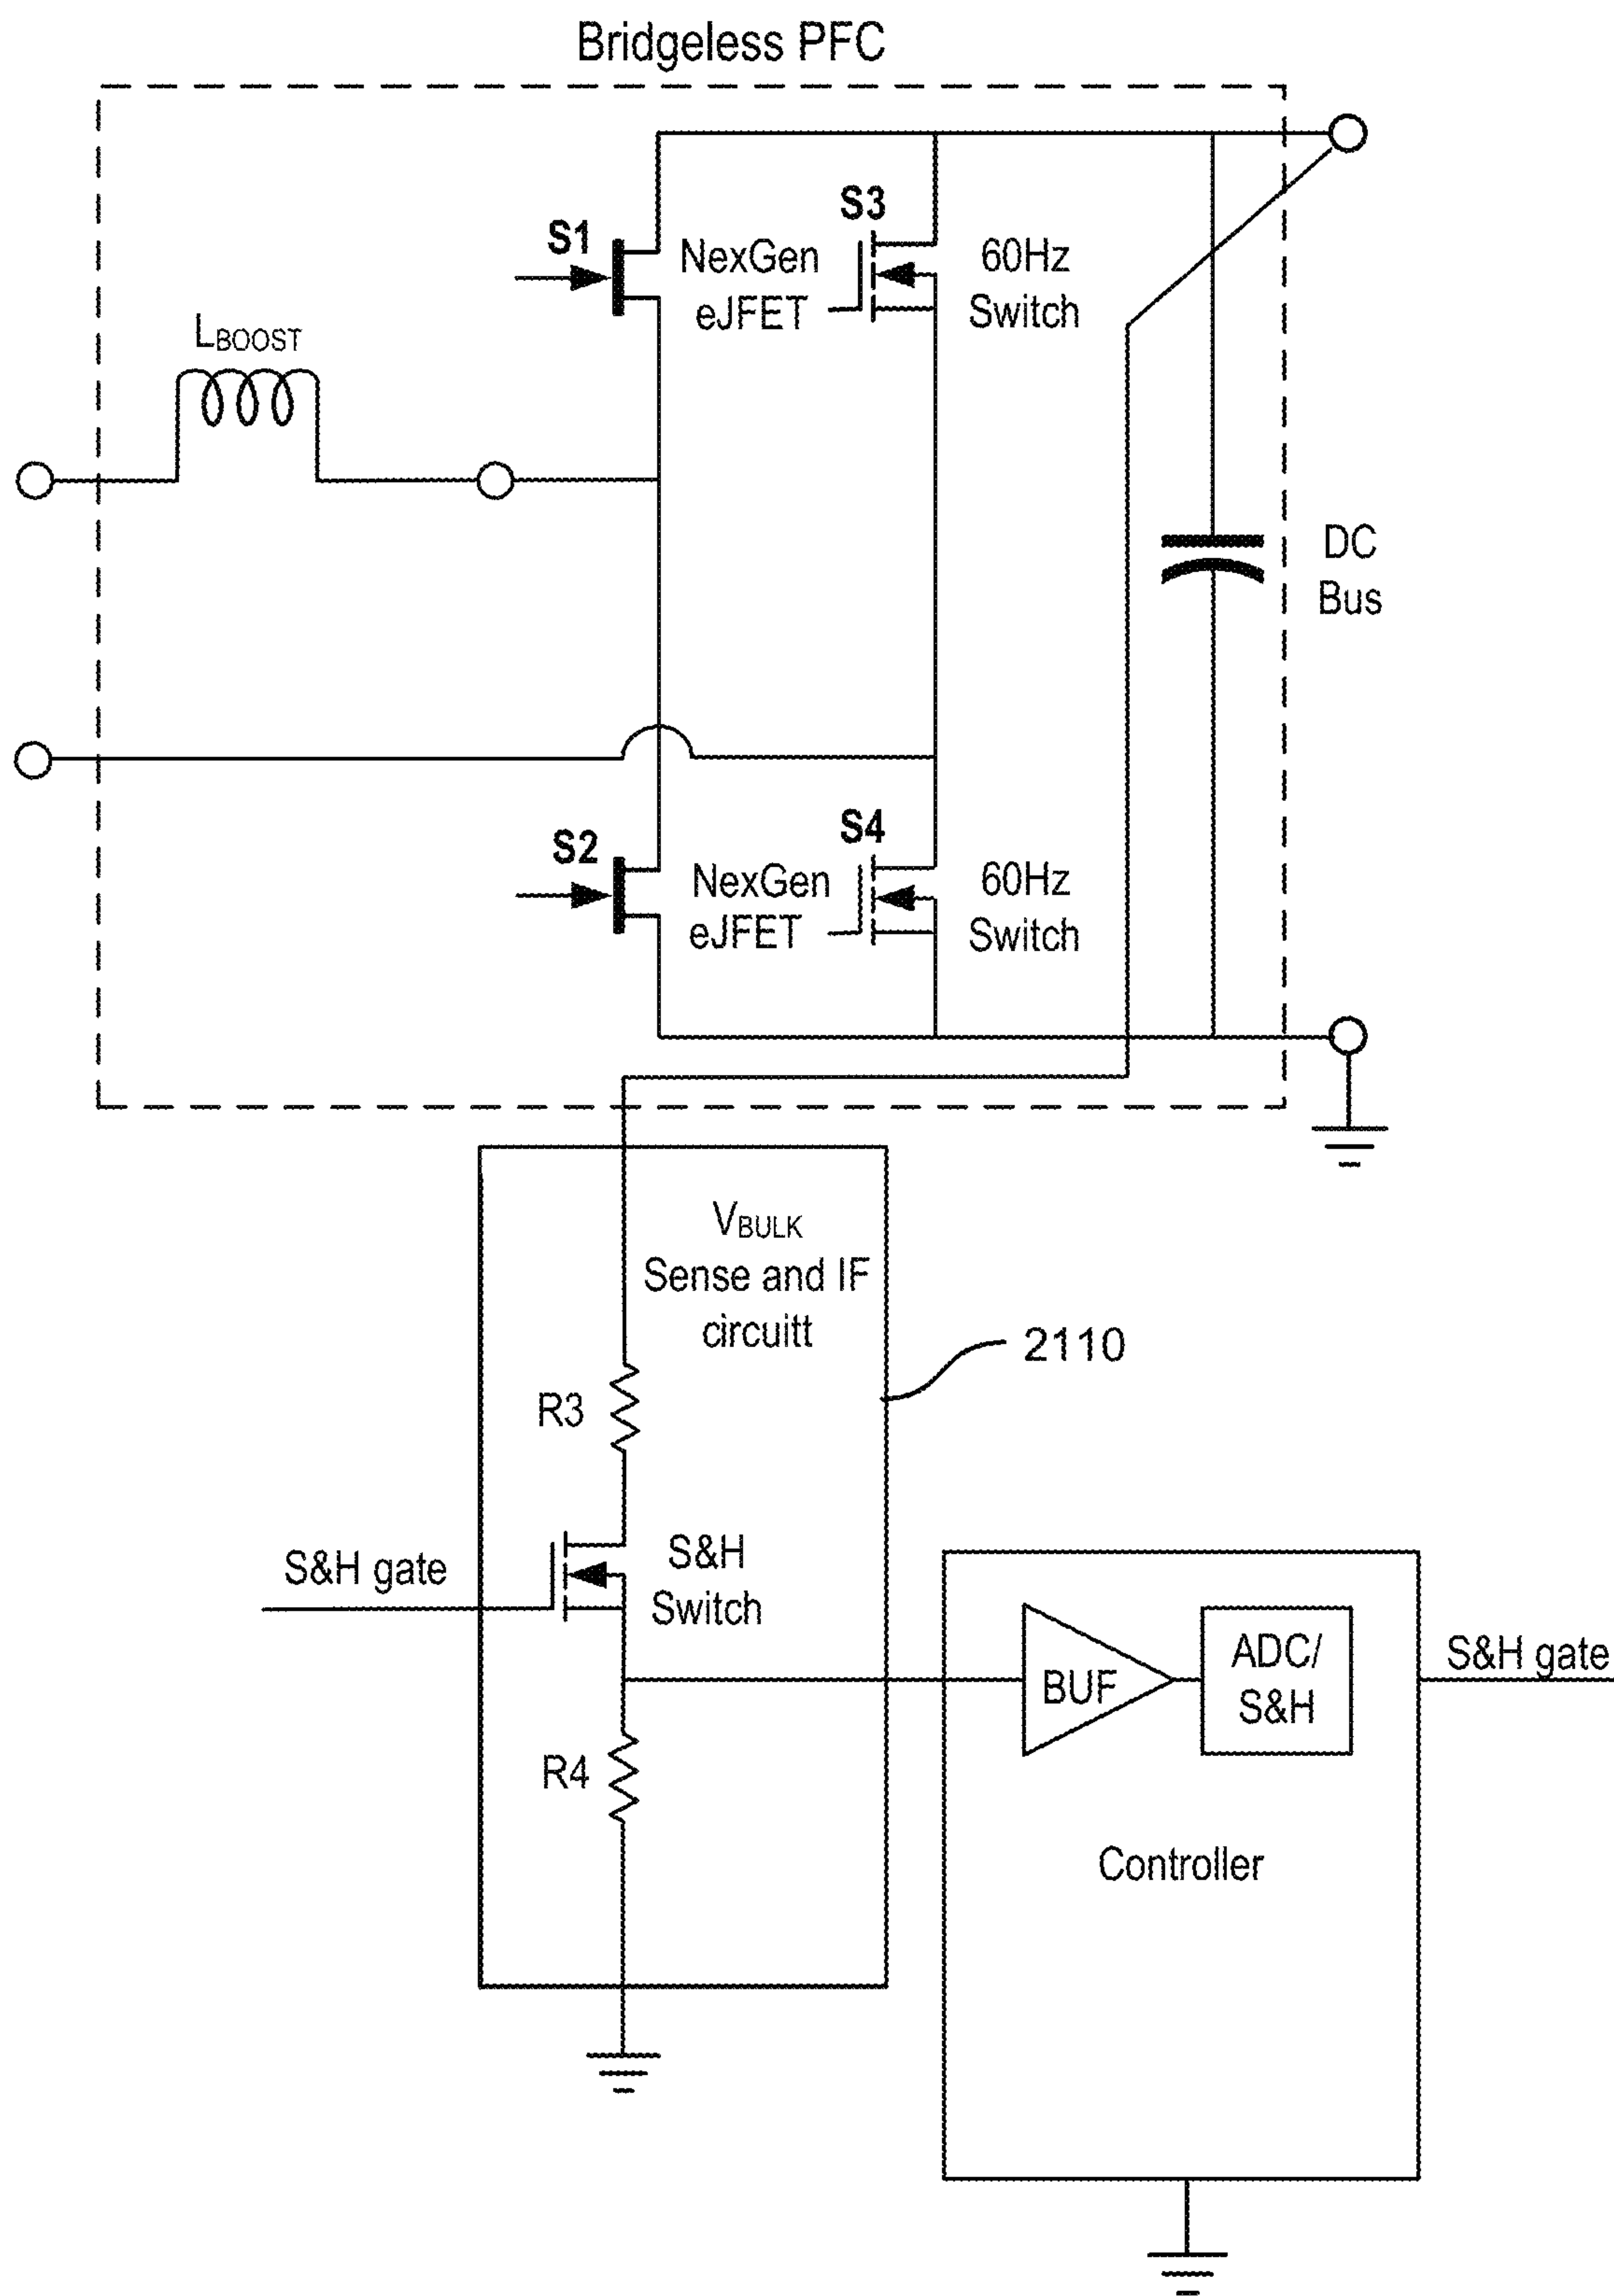 Bridgeless PFC
S1
NexGen
eJFET
S3
60Hz
Switch
LBOOST
DC
Bus
S2
NexGen
eJFET
S4
60Hz
Switch
VBULK
Sense and IF
circuitt
2110
R3
S&H gate
S&H
Switch
R4
BUF
ADC/
S&H
Controller
S&H gate